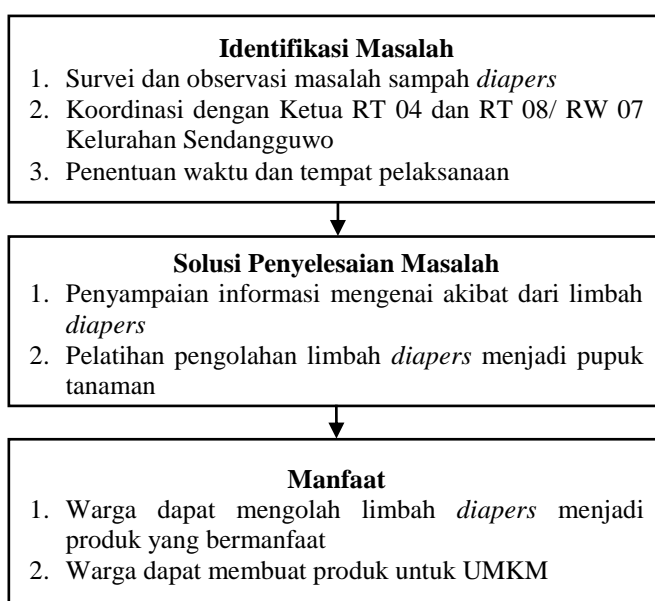 Identifikasi Masalah
1. Survei dan observasi masalah sampah diapers
2. Koordinasi dengan Ketua RT 04 dan RT 08/ RW 07
Kelurahan Sendangguwo
3. Penentuan waktu dan tempat pelaksanaan
Solusi Penyelesaian Masalah
1. Penyampaian informasi mengenai akibat dari limbah
diapers
2. Pelatihan pengolahan limbah diapers menjadi pupuk
tanaman
Manfaat
1. Warga dapat mengolah limbah diapers menjadi
produk yang bermanfaat
2. Warga dapat membuat produk untuk UMKM